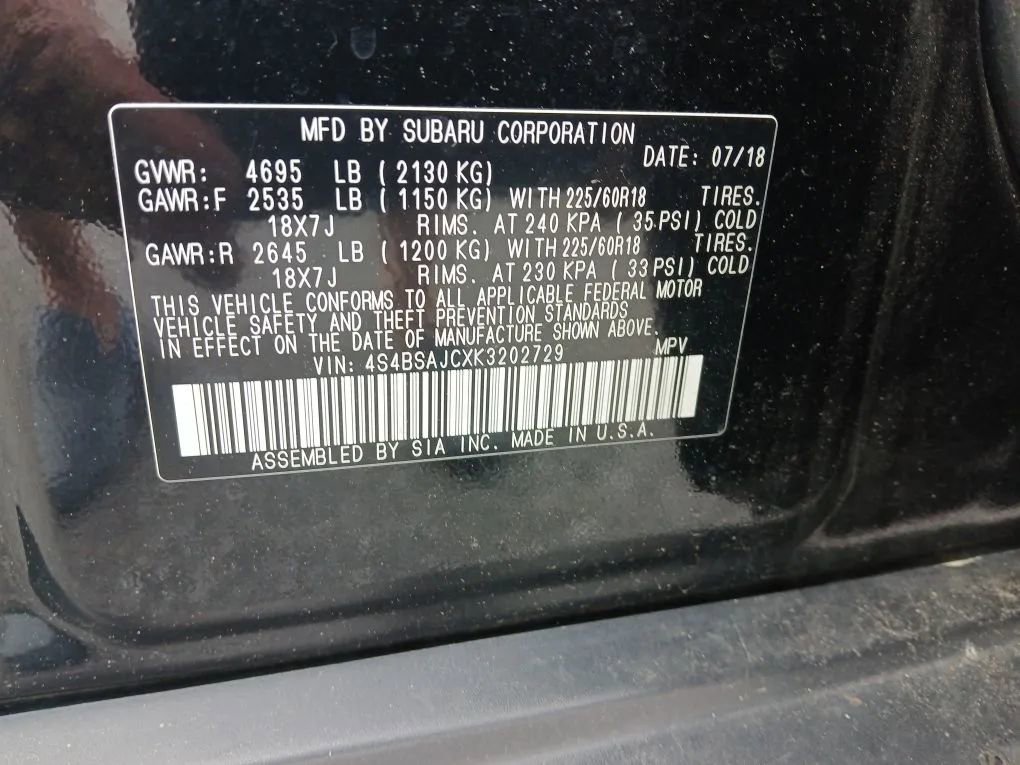 MFD BY SUBARU CORPORATION
DATE: 07/18
GVWR: 4695 LB ( 2130 KG)
GAWR:F 2535 LB ( 1150 KG) WITH 225/60R18 TIRES.
18X7J RIMS. AT 240 KPA ( 35 PSI) COLD
GAWR:R 2645 LB ( 1200 KG) WITH 225/60R18 TIRES.
18X7J RIMS. AT 230 KPA ( 33 PSI) COLD
THIS VEHICLE CONFORMS TO ALL APPLICABLE FEDERAL MOTOR
VEHICLE SAFETY AND THEFT PREVENTION STANDARDS
IN EFFECT ON THE DATE OF MANUFACTURE SHOWN ABOVE.
VIN: 4S4BSAJCXK3202729 MPV
ASSEMBLED BY SIA INC. MADE IN U.S.A.